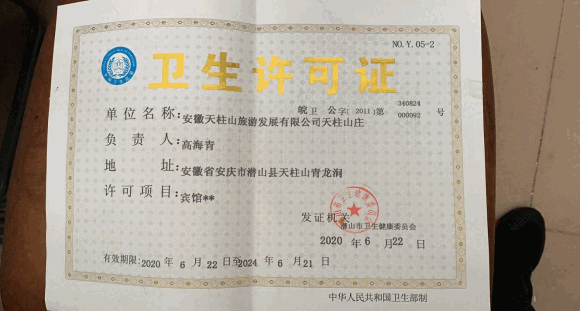 NO.Y.05-2
卫生许可证
皖卫 公字[2011]第 340824 000092 号
单位名称:安徽天柱山旅游发展有限公司天柱山庄
负责人:高海青
地址:安徽省安庆市潜山县天柱山青龙涧
许可项目:宾馆**
发证机关
潜山市卫生健康委员会
2020 年 6 月 22 日
有效期限:2020 年 6 月 22 日至2024 年 6 月 21 日
中华人民共和国卫生部制